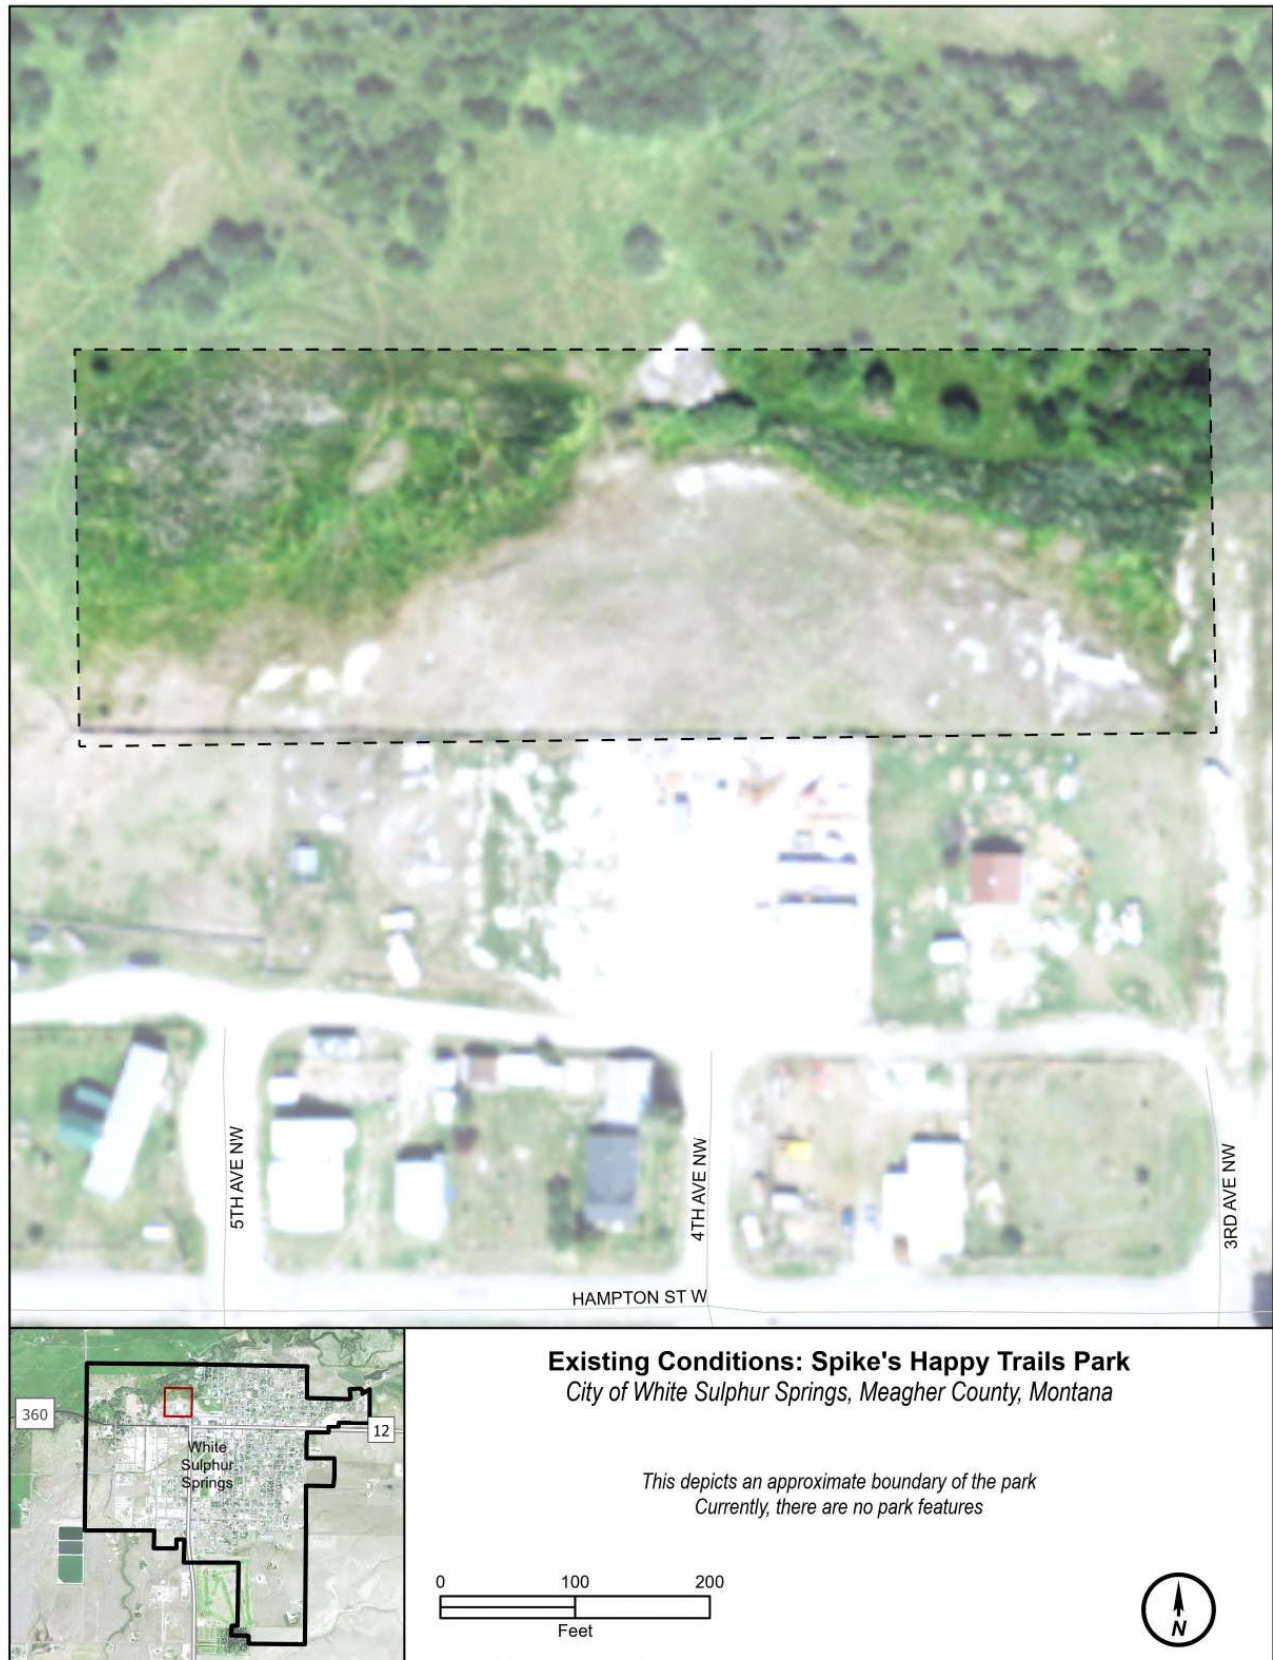 5TH AVE NW
4TH AVE NW
3RD AVE NW
HAMPTON ST W
360
12
White
Sulphur
Springs
Existing Conditions: Spike's Happy Trails Park
City of White Sulphur Springs, Meagher County, Montana
This depicts an approximate boundary of the park
Currently, there are no park features
0 100 200
Feet
N